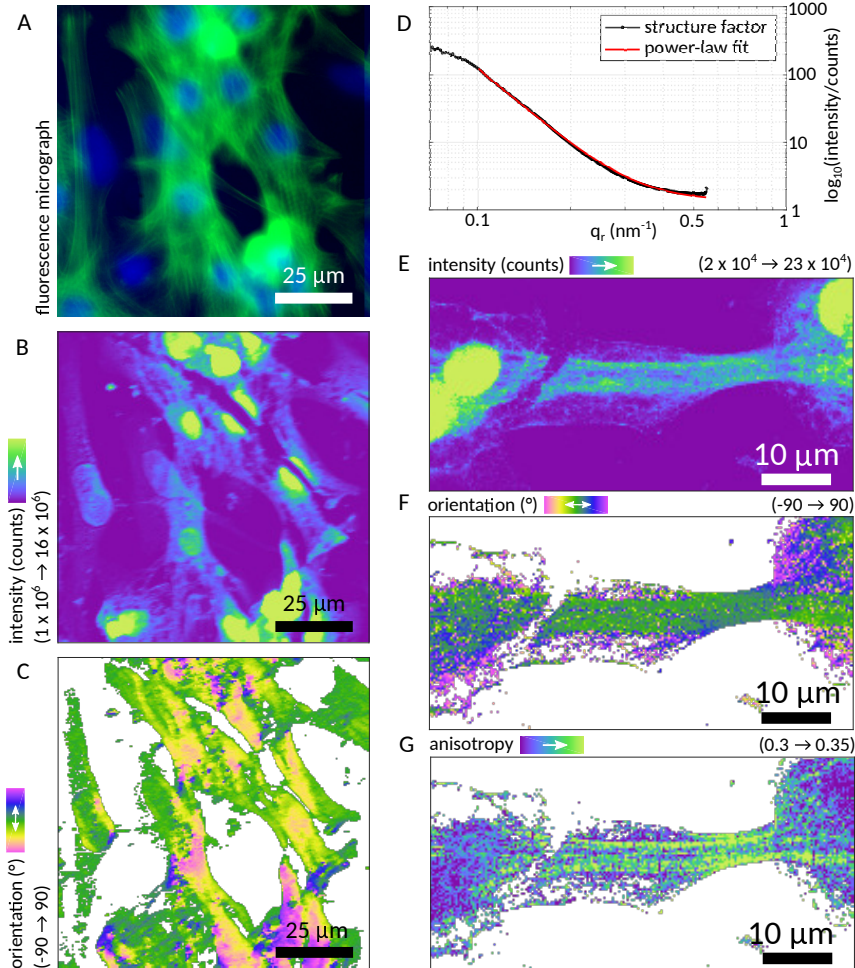 A
fluorescence micrograph
25 µm
B
intensity (counts)
(1 x 10⁶ → 16 x 10⁶)
25 µm
C
orientation (°)
(-90 → 90)
25 µm
D
structure factor
power-law fit
1000
100
10
1
log₁₀(intensity/counts)
0.1
0.5
1
qᵣ (nm⁻¹)
E
intensity (counts)
(2 x 10⁴ → 23 x 10⁴)
10 µm
F
orientation (°)
(-90 → 90)
10 µm
G
anisotropy
(0.3 → 0.35)
10 µm